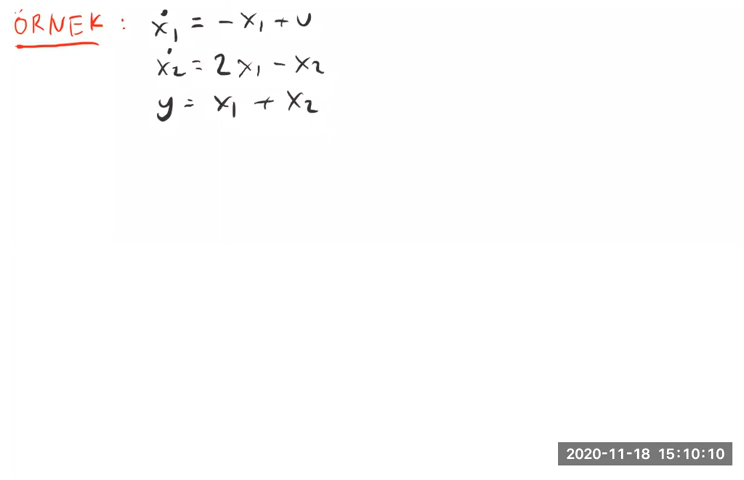 ÖRNEK : ẋ₁ = -x₁ + u
ẋ₂ = 2x₁ - x₂
y = x₁ + x₂
2020-11-18 15:10:10